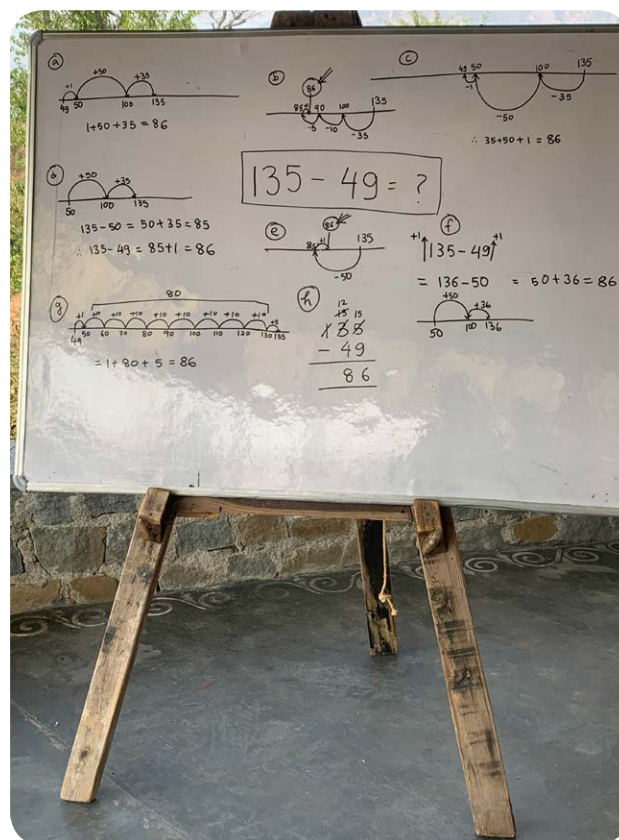 a
+1 +50 +35
49 50 100 135
1+50+35 = 86
b
86
85 90 100 135
-5 -10 -35
c
49 50 100 135
-1 -50 -35
∴ 35+50+1 = 86
135 - 49 = ?
d
+50 +35
50 100 135
135-50 = 50+35 = 85
∴ 135-49 = 85+1 = 86
e
86
+1
135
-50
f
+1 135-49 +1
= 136-50 = 50+36 = 86
+50 +36
50 100 136
g
80
+1 +10 +10 +10 +10 +10 +10 +10 +10 +5
49 50 60 70 80 90 100 110 120 130 135
= 1+ 80 + 5 = 86
h
12
13 15
1 3 5
- 49
86